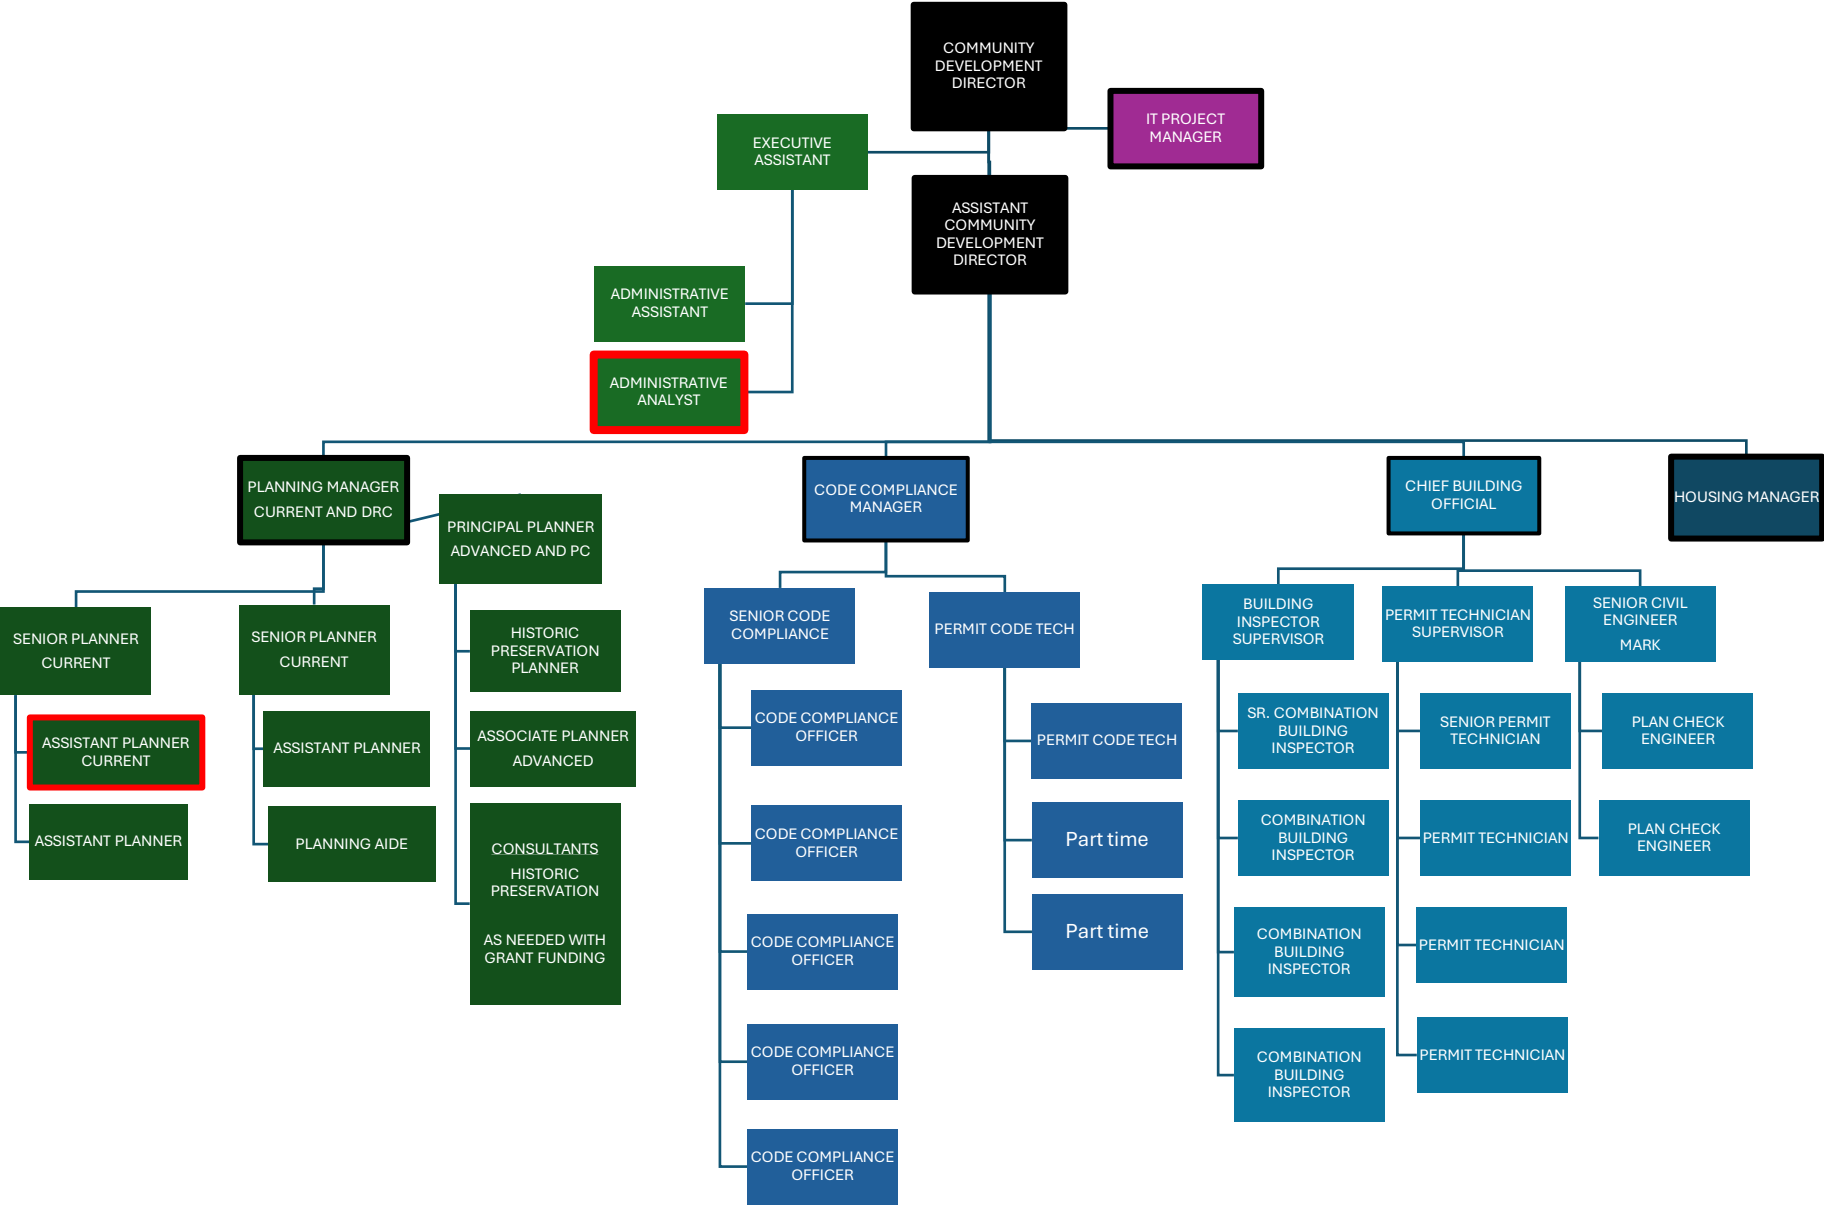 COMMUNITY
DEVELOPMENT
DIRECTOR
IT PROJECT
MANAGER
EXECUTIVE
ASSISTANT
ASSISTANT
COMMUNITY
DEVELOPMENT
DIRECTOR
ADMINISTRATIVE
ASSISTANT
ADMINISTRATIVE
ANALYST
PLANNING MANAGER
CURRENT AND DRC
PRINCIPAL PLANNER
ADVANCED AND PC
SENIOR PLANNER
CURRENT
ASSISTANT PLANNER
CURRENT
ASSISTANT PLANNER
SENIOR PLANNER
CURRENT
ASSISTANT PLANNER
PLANNING AIDE
HISTORIC
PRESERVATION
PLANNER
ASSOCIATE PLANNER
ADVANCED
CONSULTANTS
HISTORIC
PRESERVATION
AS NEEDED WITH
GRANT FUNDING
CODE COMPLIANCE
MANAGER
SENIOR CODE
COMPLIANCE
CODE COMPLIANCE
OFFICER
CODE COMPLIANCE
OFFICER
CODE COMPLIANCE
OFFICER
CODE COMPLIANCE
OFFICER
CODE COMPLIANCE
OFFICER
PERMIT CODE TECH
PERMIT CODE TECH
Part time
Part time
CHIEF BUILDING
OFFICIAL
BUILDING
INSPECTOR
SUPERVISOR
SR. COMBINATION
BUILDING
INSPECTOR
COMBINATION
BUILDING
INSPECTOR
COMBINATION
BUILDING
INSPECTOR
COMBINATION
BUILDING
INSPECTOR
PERMIT TECHNICIAN
SUPERVISOR
SENIOR PERMIT
TECHNICIAN
PERMIT TECHNICIAN
PERMIT TECHNICIAN
PERMIT TECHNICIAN
SENIOR CIVIL
ENGINEER
MARK
PLAN CHECK
ENGINEER
PLAN CHECK
ENGINEER
HOUSING MANAGER